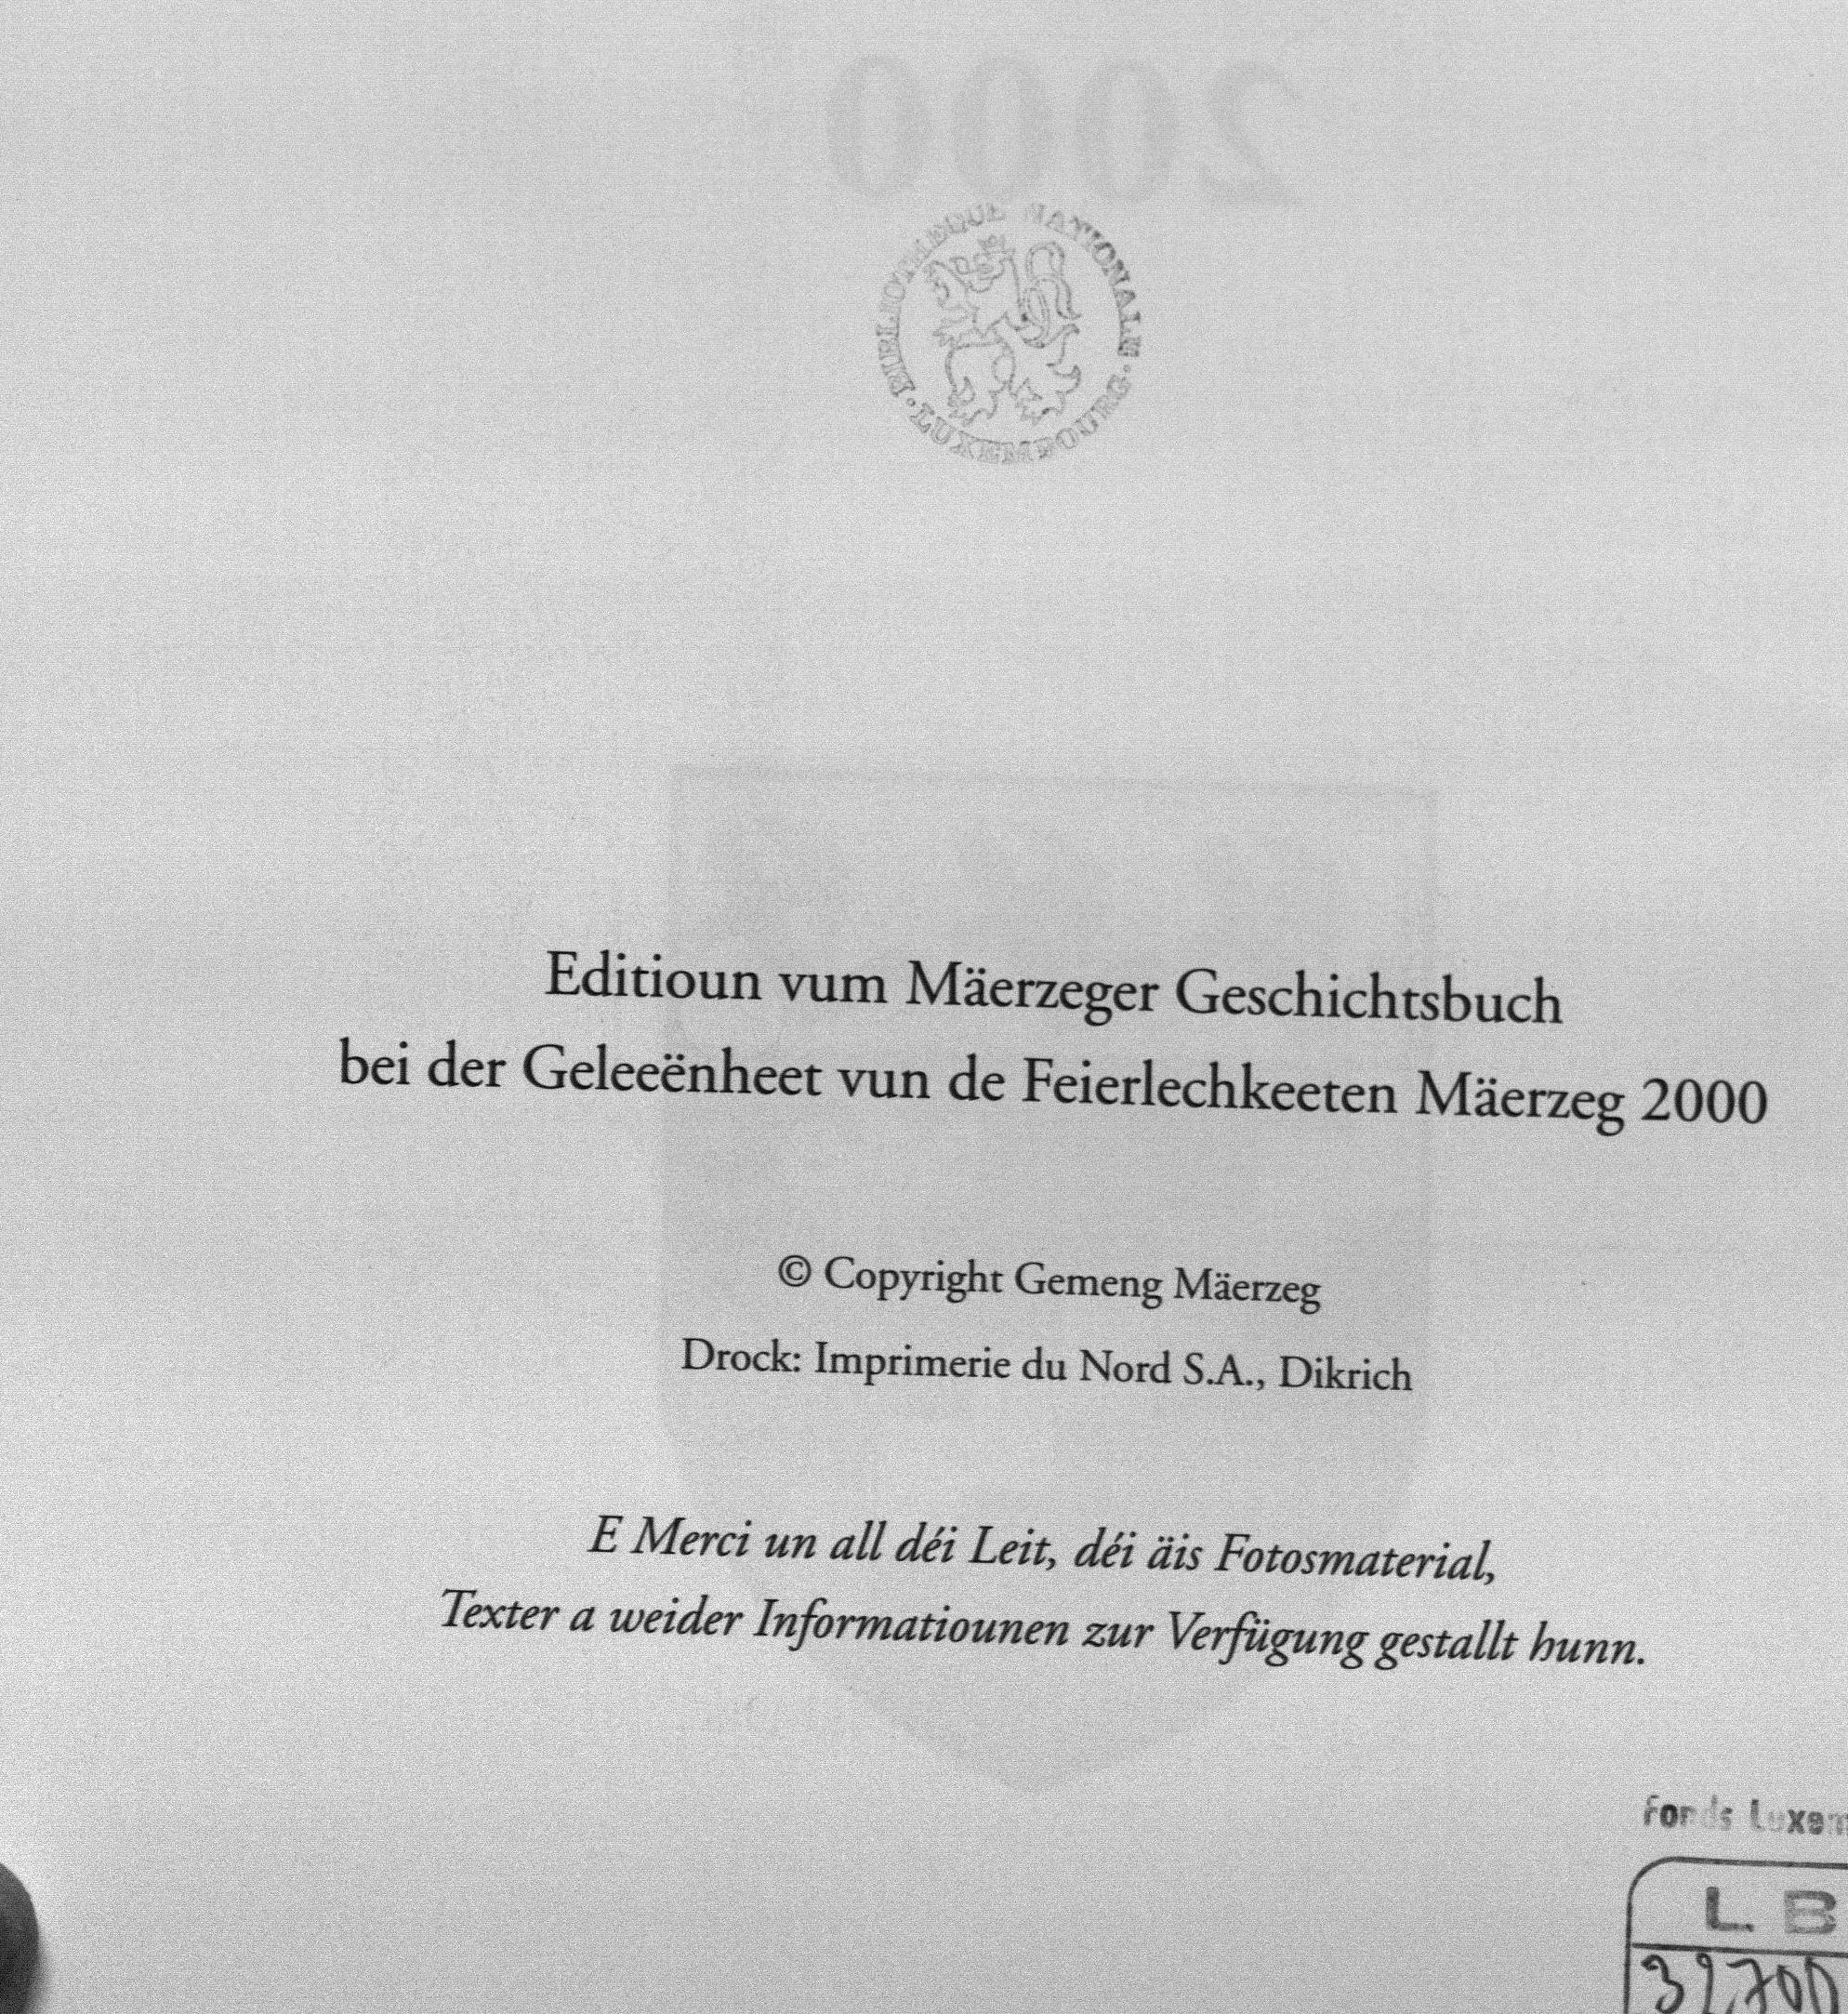 BIBLIOTHEQUE NATIONALE · LUXEMBOURG ·
Editioun vum Mäerzeger Geschichtsbuch
bei der Geleeënheet vun de Feierlechkeeten Mäerzeg 2000
© Copyright Gemeng Mäerzeg
Drock: Imprimerie du Nord S.A., Dikrich
E Merci un all déi Leit, déi äis Fotosmaterial,
Texter a weider Informatiounen zur Verfügung gestallt hunn.
Fonds Luxem
L B